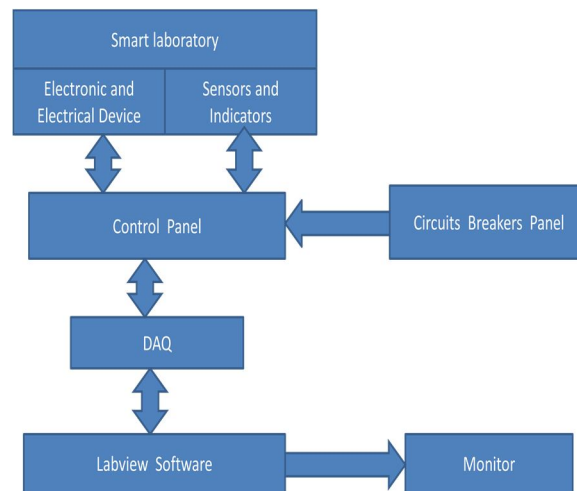 Smart laboratory
Electronic and
Electrical Device
Sensors and
Indicators
Control Panel
Circuits Breakers Panel
DAQ
Labview Software
Monitor